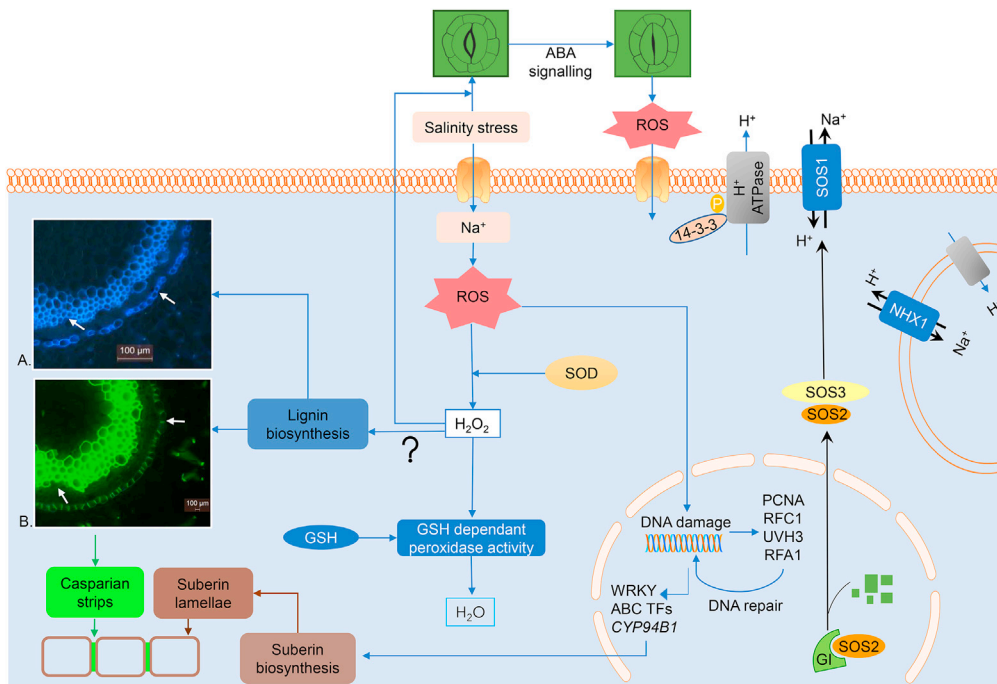 ABA
signalling
Salinity stress
ROS
H⁺
Na⁺
H⁺
ATPase
SOS1
P
14-3-3
H⁺
Na⁺
ROS
H⁺
NHX1
Na⁺
H
100 µm
A.
SOD
SOS3
SOS2
Lignin
biosynthesis
H₂O₂
?
100 µm
B.
GSH
GSH dependant
peroxidase activity
DNA damage
PCNA
RFC1
UVH3
RFA1
DNA repair
WRKY
ABC TFs
CYP94B1
H₂O
Casparian
strips
Suberin
lamellae
Suberin
biosynthesis
GI
SOS2